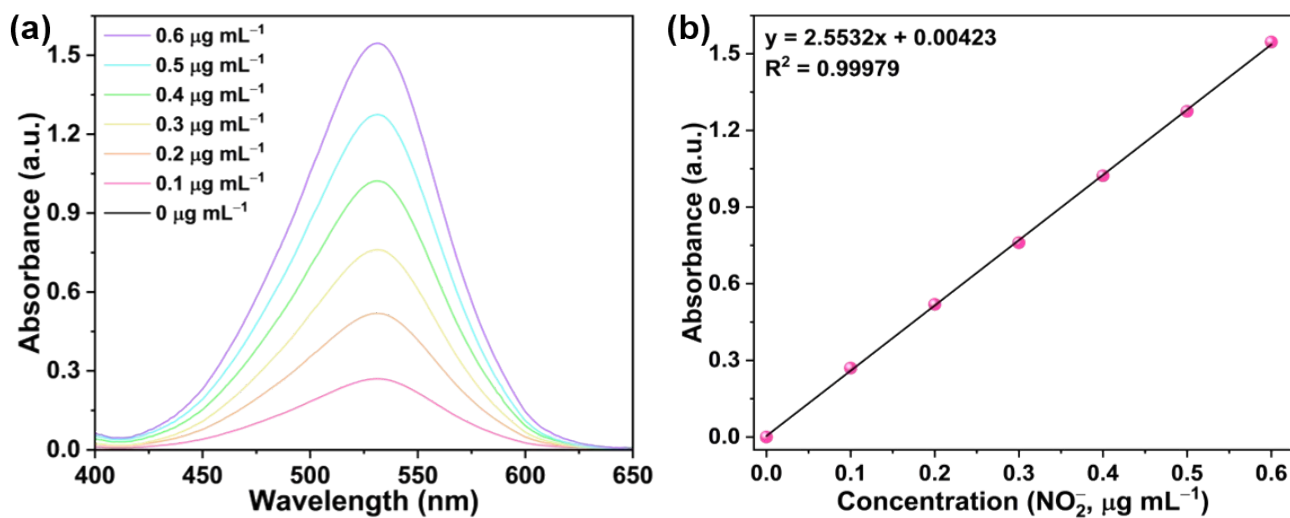 (a)
0.6 μg mL⁻¹
0.5 μg mL⁻¹
0.4 μg mL⁻¹
0.3 μg mL⁻¹
0.2 μg mL⁻¹
0.1 μg mL⁻¹
0 μg mL⁻¹
Absorbance (a.u.)
1.5
1.2
0.9
0.6
0.3
0.0
400
450
500
550
600
650
Wavelength (nm)
(b)
y = 2.5532x + 0.00423
R² = 0.99979
Absorbance (a.u.)
1.5
1.2
0.9
0.6
0.3
0.0
0.0
0.1
0.2
0.3
0.4
0.5
0.6
Concentration (NO₂⁻, μg mL⁻¹)